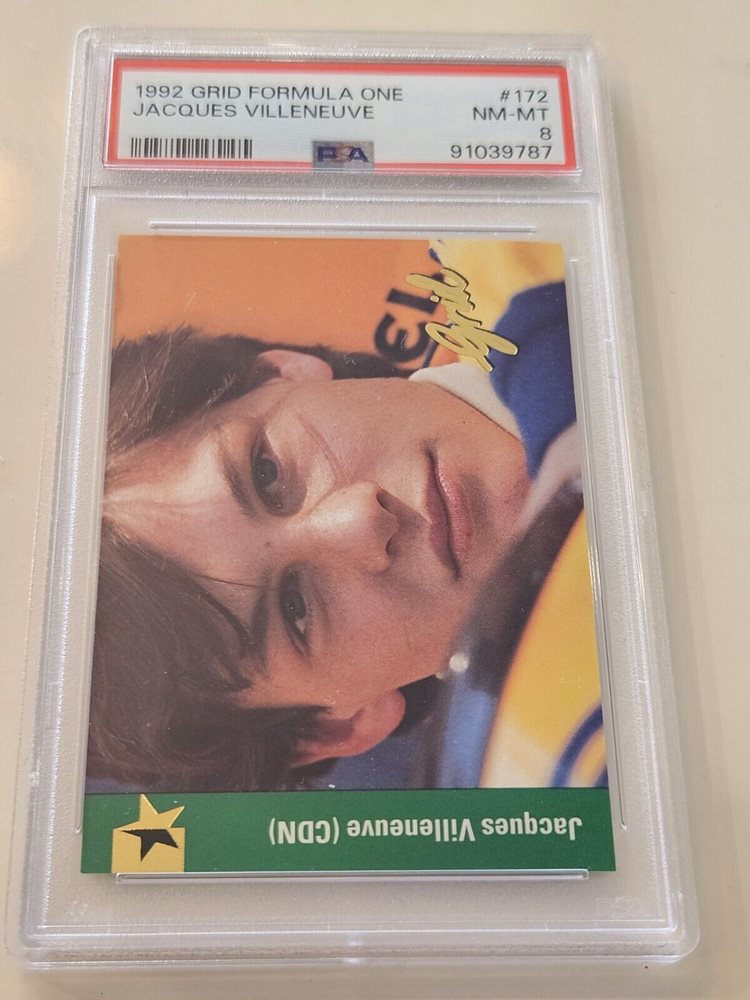 1992 GRID FORMULA ONE #172
JACQUES VILLENEUVE NM-MT
8
PSA 91039787
Grid
Jacques Villeneuve (CDN)